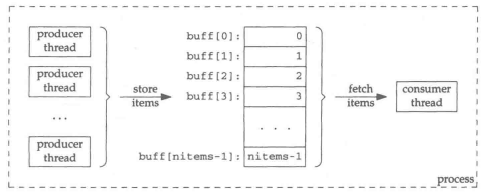 producer
thread
producer
thread
...
producer
thread
store
items
buff[0]: 0
buff[1]: 1
buff[2]: 2
buff[3]: 3
. . .
buff[nitems-1]: nitems-1
fetch
items
consumer
thread
process